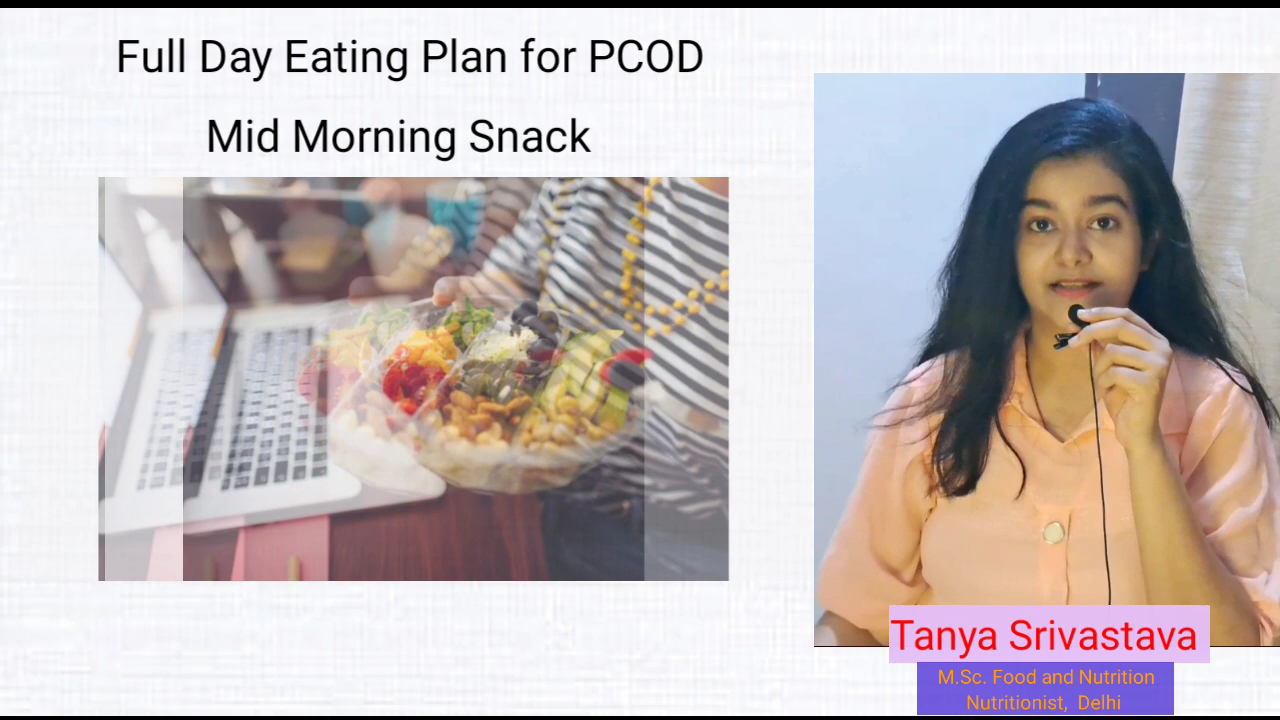 Full Day Eating Plan for PCOD
Mid Morning Snack
Tanya Srivastava
M.Sc. Food and Nutrition
Nutritionist, Delhi